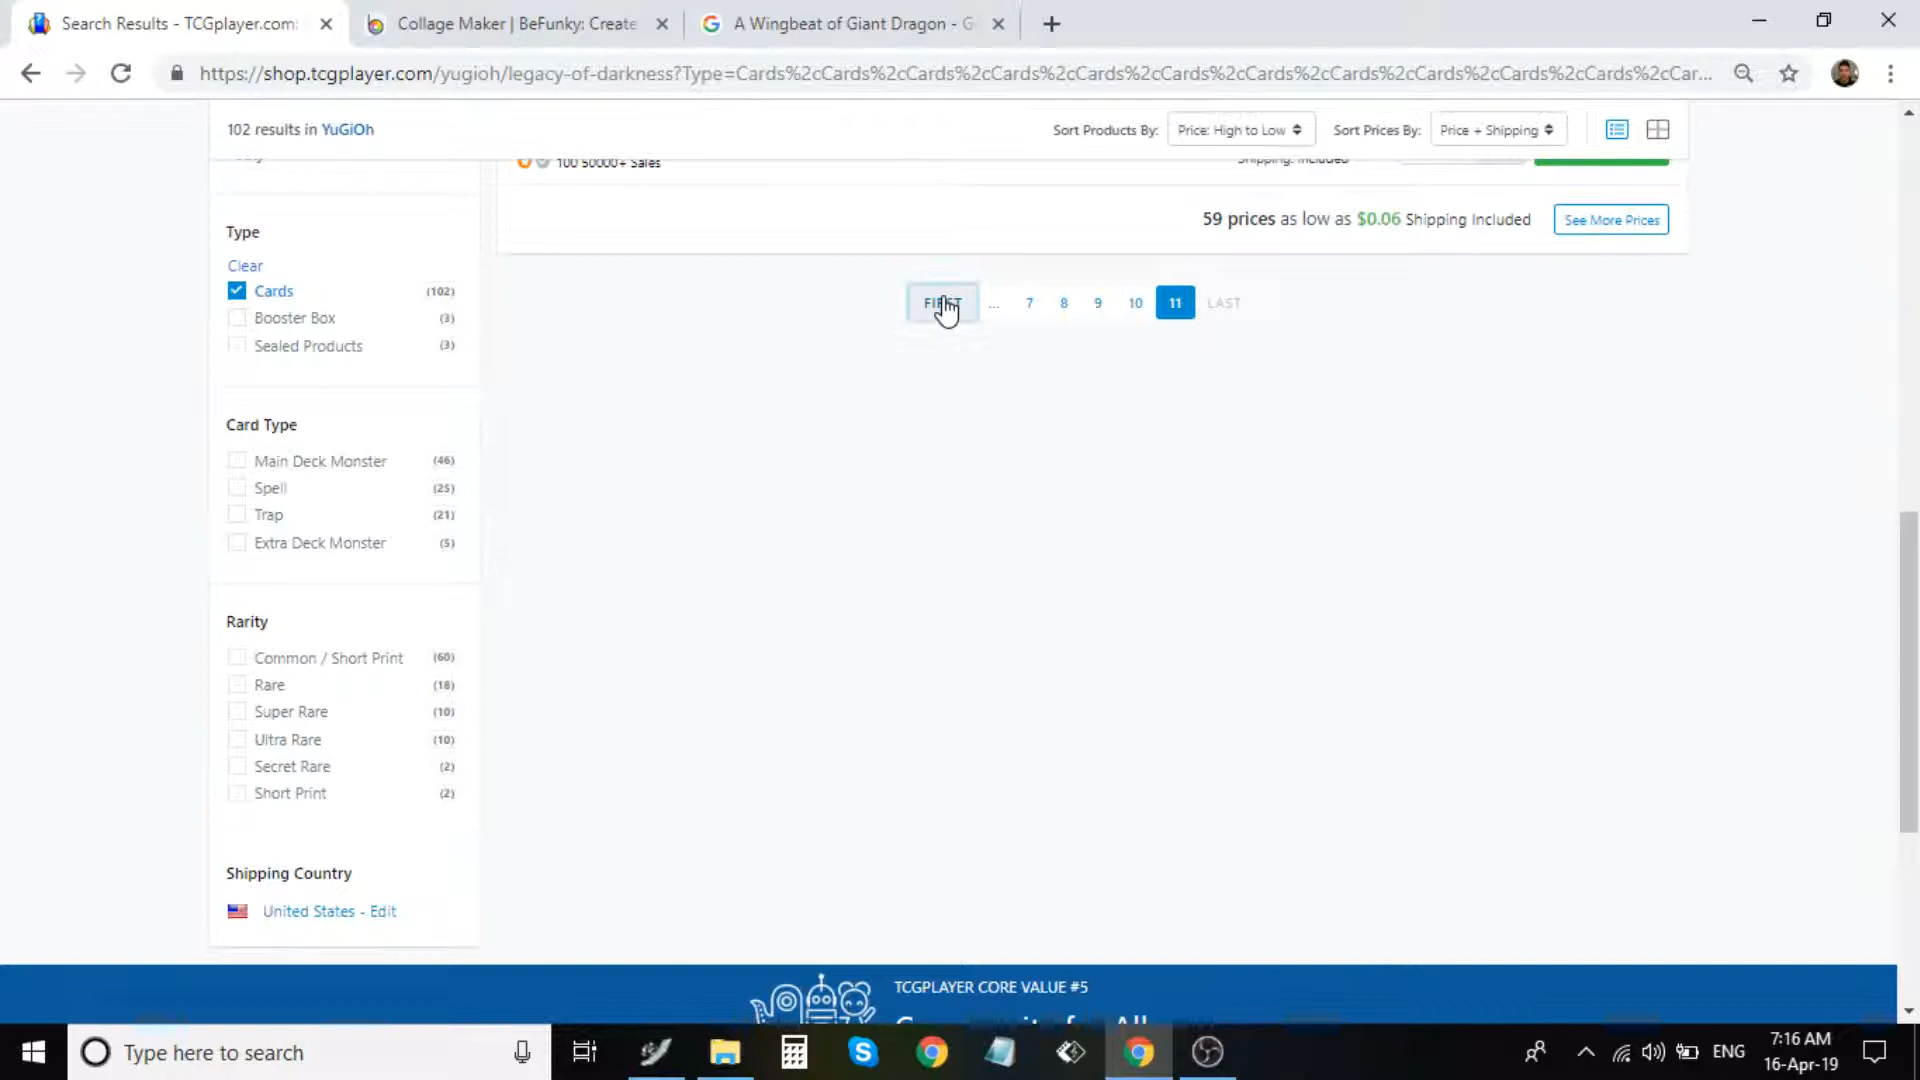 Search Results - TCGplayer.com:
Collage Maker | BeFunky: Create
A Wingbeat of Giant Dragon - G
https://shop.tcgplayer.com/yugioh/legacy-of-darkness?Type=Cards%2cCards%2cCards%2cCards%2cCards%2cCards%2cCards%2cCards%2cCards%2cCards%2cCards%2cCar...
102 results in YuGiOh
Sort Products By: Price: High to Low
Sort Prices By: Price + Shipping
100 50000+ Sales
Shipping: Included
59 prices as low as $0.06 Shipping Included
See More Prices
FIRST ... 7 8 9 10 11 LAST
Type
Clear
Cards (102)
Booster Box (3)
Sealed Products (3)
Card Type
Main Deck Monster (46)
Spell (25)
Trap (21)
Extra Deck Monster (5)
Rarity
Common / Short Print (60)
Rare (18)
Super Rare (10)
Ultra Rare (10)
Secret Rare (2)
Short Print (2)
Shipping Country
United States - Edit
TCGPLAYER CORE VALUE #5
Type here to search
ENG
7:16 AM
16-Apr-19